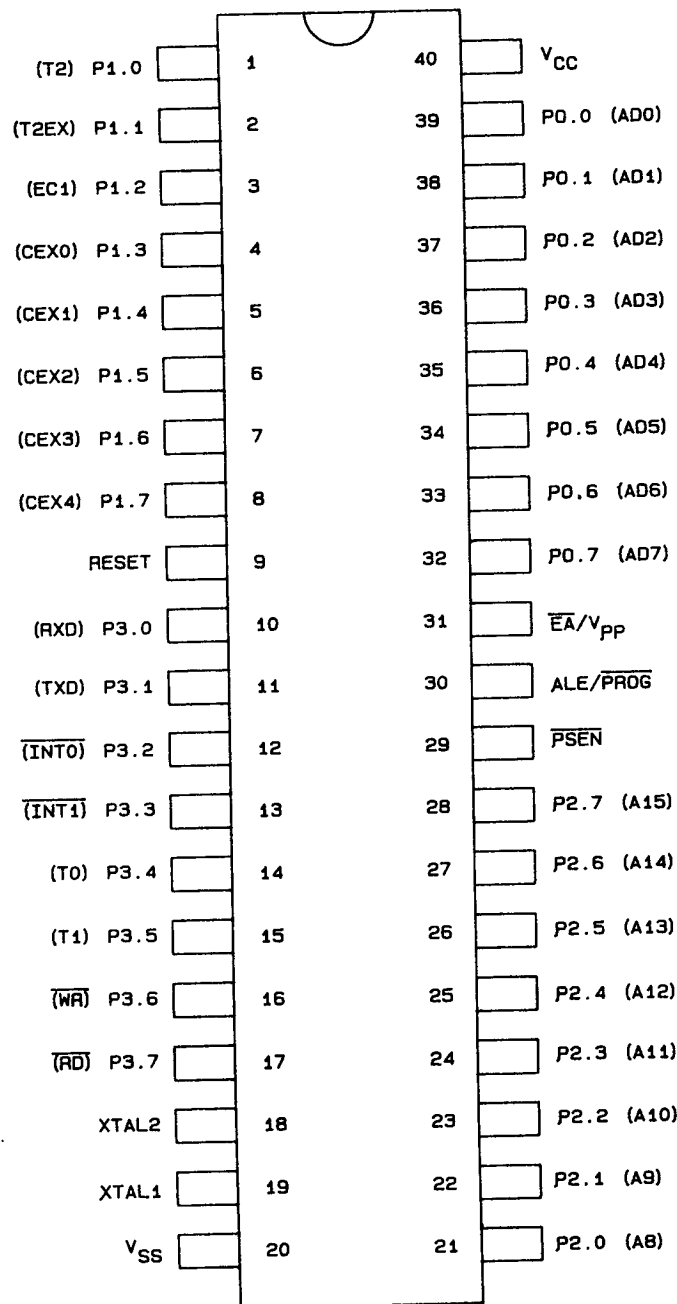 (T2) P1.0 1 40 VCC
(T2EX) P1.1 2 39 P0.0 (AD0)
(EC1) P1.2 3 38 P0.1 (AD1)
(CEX0) P1.3 4 37 P0.2 (AD2)
(CEX1) P1.4 5 36 P0.3 (AD3)
(CEX2) P1.5 6 35 P0.4 (AD4)
(CEX3) P1.6 7 34 P0.5 (AD5)
(CEX4) P1.7 8 33 P0.6 (AD6)
RESET 9 32 P0.7 (AD7)
(RXD) P3.0 10 31 E̅A̅/VPP
(TXD) P3.1 11 30 ALE/P̅R̅O̅G̅
(I̅N̅T̅0̅) P3.2 12 29 P̅S̅E̅N̅
(I̅N̅T̅1̅) P3.3 13 28 P2.7 (A15)
(T0) P3.4 14 27 P2.6 (A14)
(T1) P3.5 15 26 P2.5 (A13)
(W̅R̅) P3.6 16 25 P2.4 (A12)
(R̅D̅) P3.7 17 24 P2.3 (A11)
XTAL2 18 23 P2.2 (A10)
XTAL1 19 22 P2.1 (A9)
VSS 20 21 P2.0 (A8)